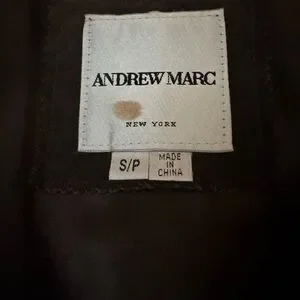 ANDREW MARC
NEW YORK
S/P
MADE
IN
CHINA